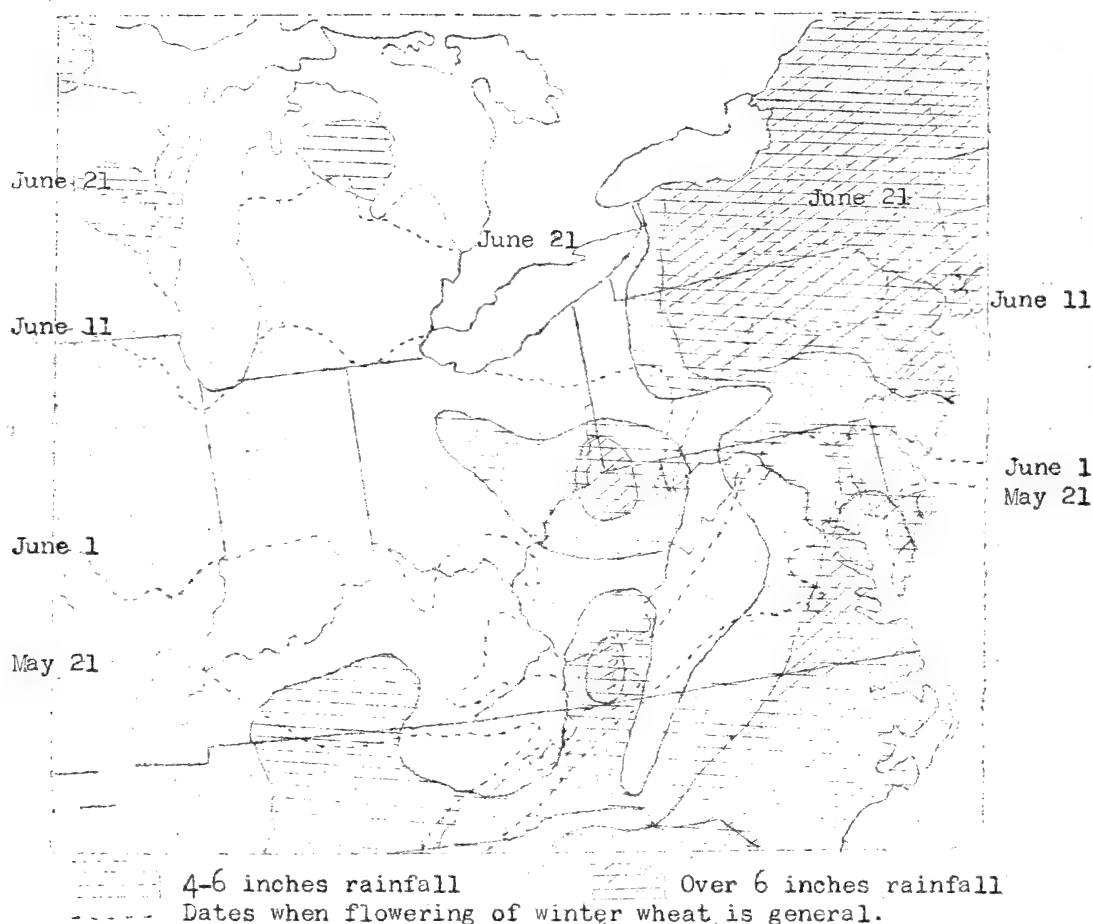 June 21
June 21
June 21
June 11
June 11
June 1
May 21
June 1
May 21
4-6 inches rainfall
Over 6 inches rainfall
Dates when flowering of winter wheat is general.